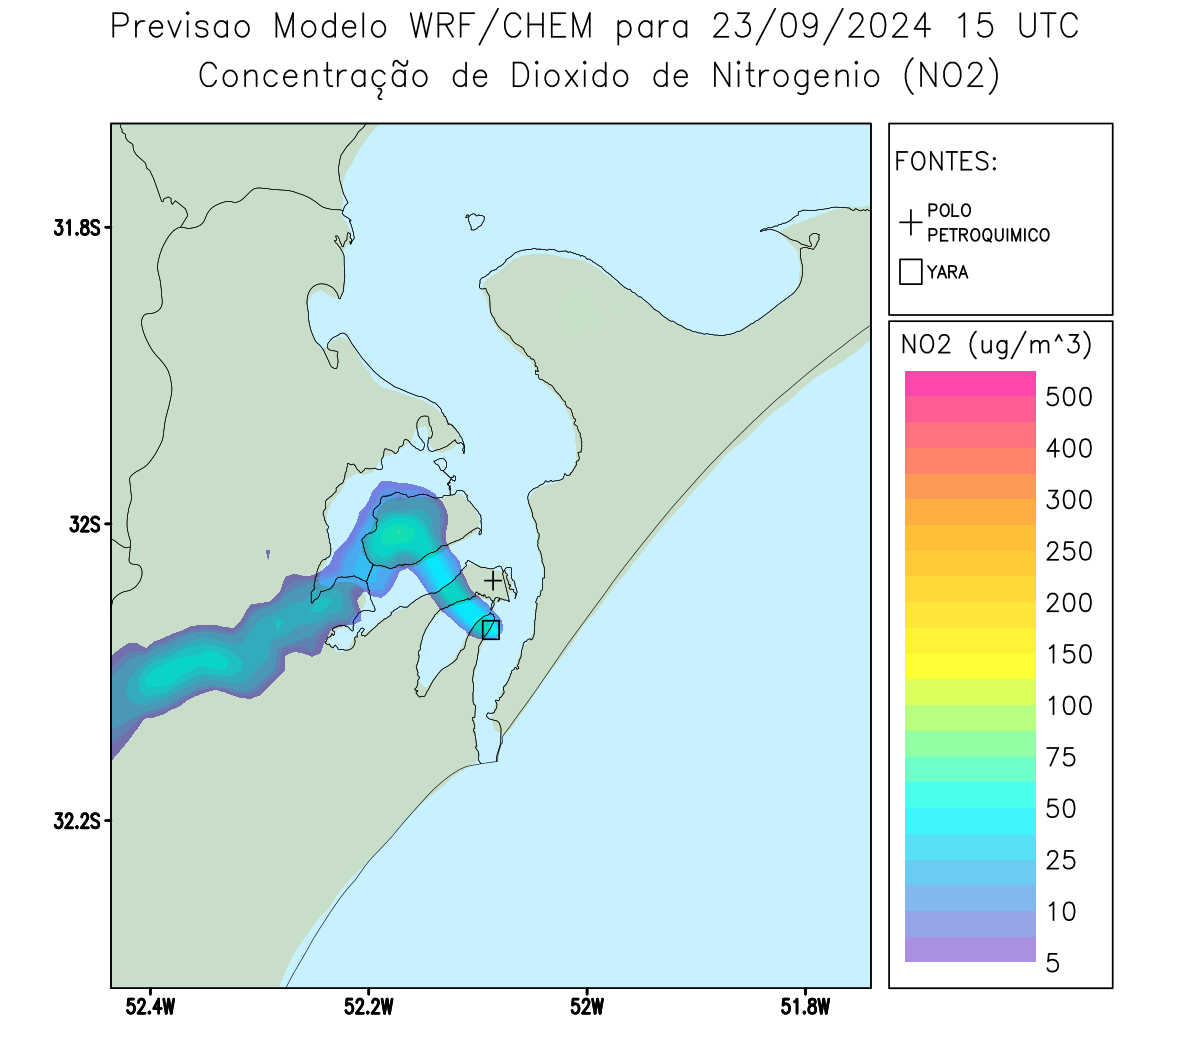 Previsao Modelo WRF/CHEM para 23/09/2024 15 UTC
Concentração de Dioxido de Nitrogenio (NO2)
FONTES:
POLO
PETROQUIMICO
YARA
NO2 (ug/m^3)
500
400
300
250
200
150
100
75
50
25
10
5
31.8S
32S
32.2S
52.4W
52.2W
52W
51.8W